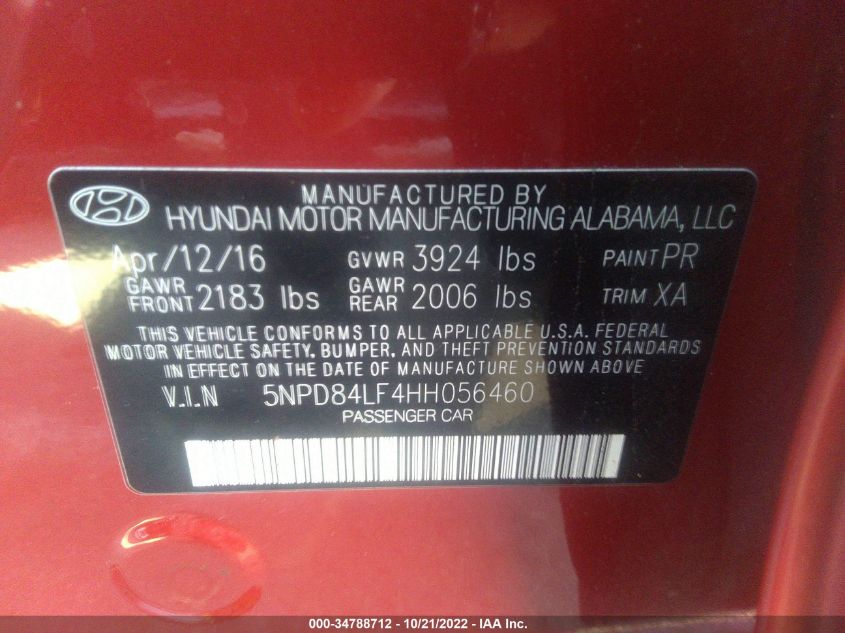 MANUFACTURED BY
HYUNDAI MOTOR MANUFACTURING ALABAMA, LLC
Apr/12/16 GVWR 3924 lbs PAINT PR
GAWR FRONT 2183 lbs GAWR REAR 2006 lbs TRIM XA
THIS VEHICLE CONFORMS TO ALL APPLICABLE U.S.A. FEDERAL
MOTOR VEHICLE SAFETY, BUMPER, AND THEFT PREVENTION STANDARDS
IN EFFECT ON THE DATE OF MANUFACTURE SHOWN ABOVE
V.I.N 5NPD84LF4HH056460
PASSENGER CAR
000-34788712 - 10/21/2022 - IAA Inc.